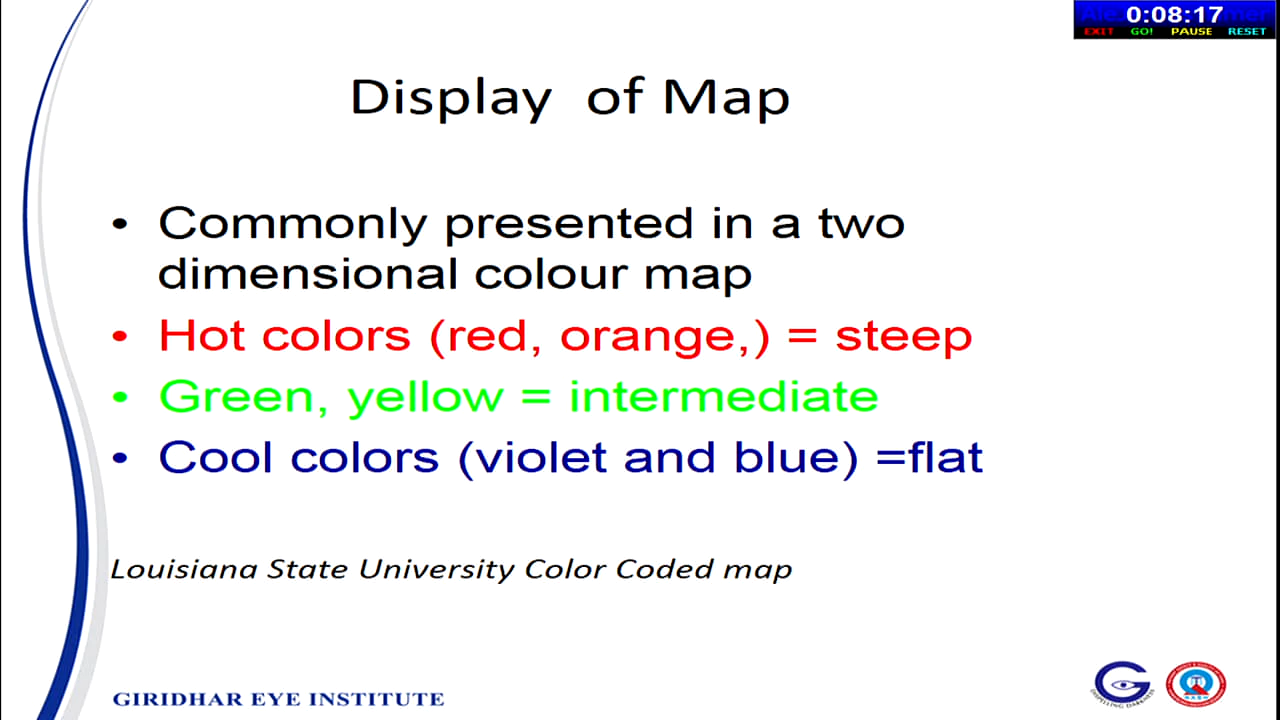 0:08:17
EXIT GO! PAUSE RESET
Display of Map
• Commonly presented in a two
dimensional colour map
• Hot colors (red, orange,) = steep
• Green, yellow = intermediate
• Cool colors (violet and blue) =flat
Louisiana State University Color Coded map
GIRIDHAR EYE INSTITUTE
G
DISPELLING DARKNESS